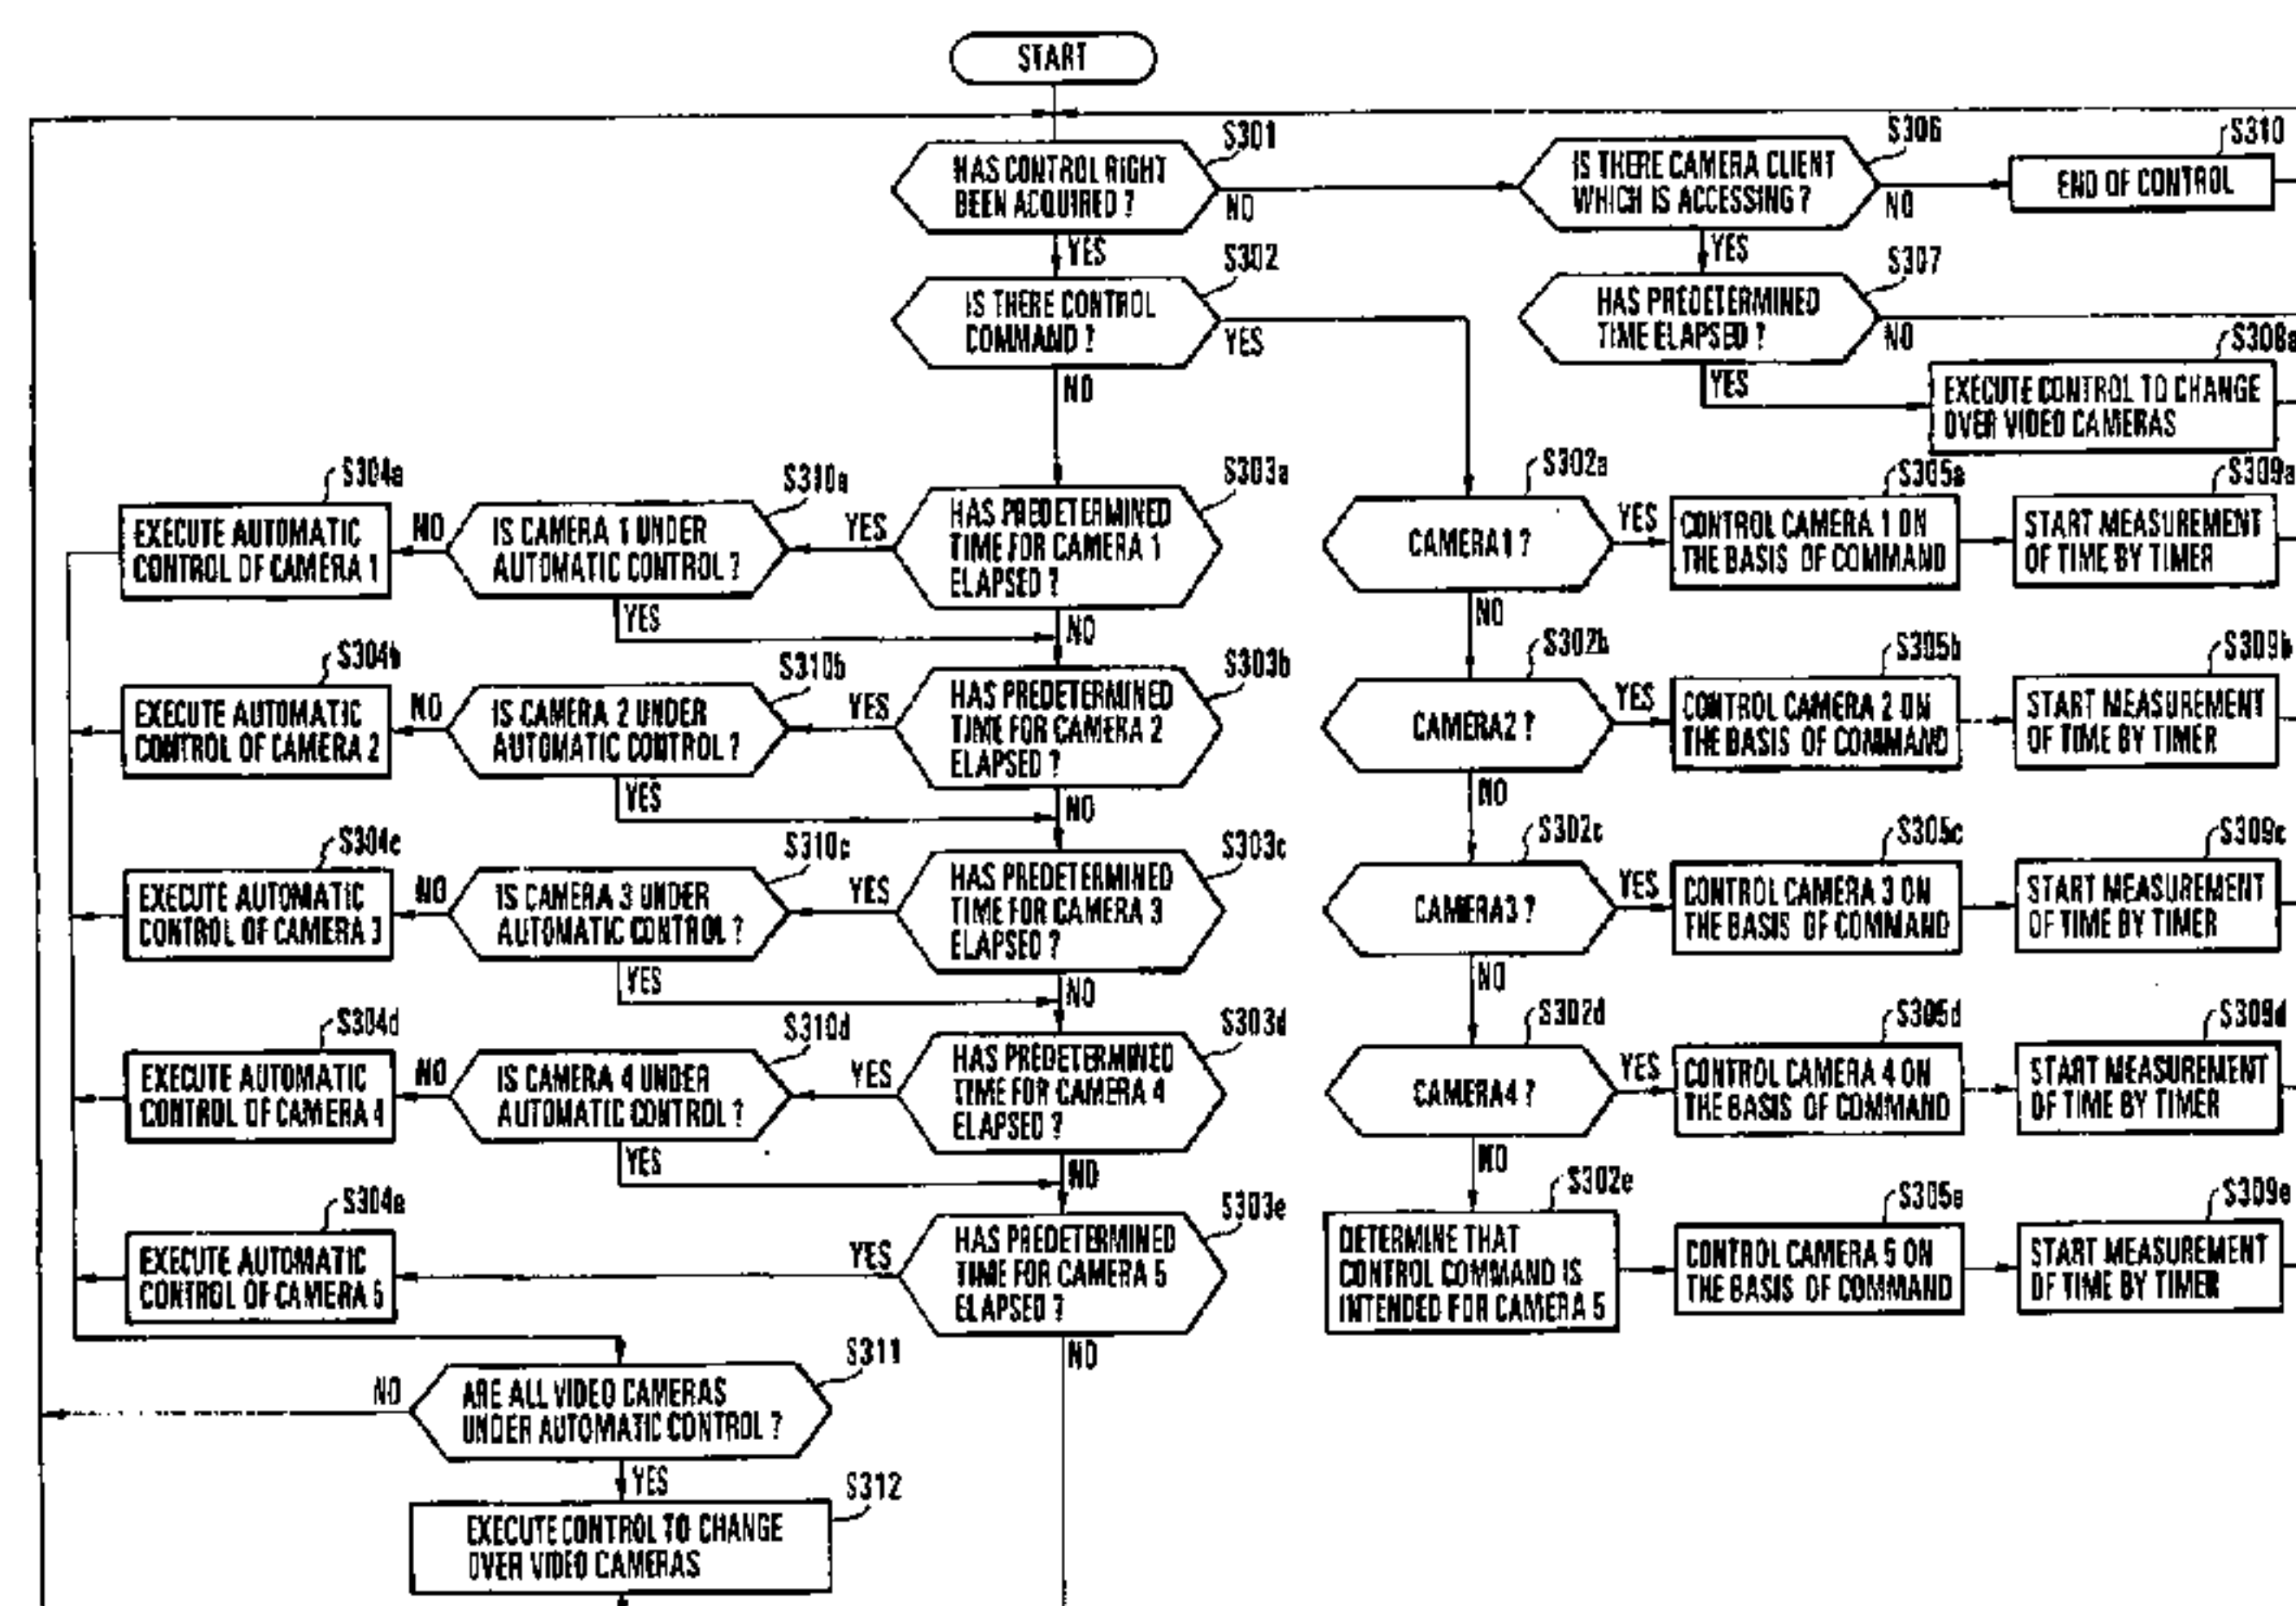 START
S301
HAS CONTROL RIGHT
BEEN ACQUIRED ?
NO
YES
S306
IS THERE CAMERA CLIENT
WHICH IS ACCESSING ?
NO
YES
S310
END OF CONTROL
S302
IS THERE CONTROL
COMMAND ?
YES
NO
S307
HAS PREDETERMINED
TIME ELAPSED ?
NO
YES
S308a
EXECUTE CONTROL TO CHANGE
OVER VIDEO CAMERAS
S304a
EXECUTE AUTOMATIC
CONTROL OF CAMERA 1
NO
S310a
IS CAMERA 1 UNDER
AUTOMATIC CONTROL ?
YES
YES
S303a
HAS PREDETERMINED
TIME FOR CAMERA 1
ELAPSED ?
NO
S302a
CAMERA1 ?
YES
NO
S305a
CONTROL CAMERA 1 ON
THE BASIS OF COMMAND
S309a
START MEASUREMENT
OF TIME BY TIMER
S304b
EXECUTE AUTOMATIC
CONTROL OF CAMERA 2
NO
S310b
IS CAMERA 2 UNDER
AUTOMATIC CONTROL ?
YES
YES
S303b
HAS PREDETERMINED
TIME FOR CAMERA 2
ELAPSED ?
NO
S302b
CAMERA2 ?
YES
NO
S305b
CONTROL CAMERA 2 ON
THE BASIS OF COMMAND
S309b
START MEASUREMENT
OF TIME BY TIMER
S304c
EXECUTE AUTOMATIC
CONTROL OF CAMERA 3
NO
S310c
IS CAMERA 3 UNDER
AUTOMATIC CONTROL ?
YES
YES
S303c
HAS PREDETERMINED
TIME FOR CAMERA 3
ELAPSED ?
NO
S302c
CAMERA3 ?
YES
NO
S305c
CONTROL CAMERA 3 ON
THE BASIS OF COMMAND
S309c
START MEASUREMENT
OF TIME BY TIMER
S304d
EXECUTE AUTOMATIC
CONTROL OF CAMERA 4
NO
S310d
IS CAMERA 4 UNDER
AUTOMATIC CONTROL ?
YES
YES
S303d
HAS PREDETERMINED
TIME FOR CAMERA 4
ELAPSED ?
NO
S302d
CAMERA4 ?
YES
NO
S305d
CONTROL CAMERA 4 ON
THE BASIS OF COMMAND
S309d
START MEASUREMENT
OF TIME BY TIMER
S304e
EXECUTE AUTOMATIC
CONTROL OF CAMERA 5
YES
S303e
HAS PREDETERMINED
TIME FOR CAMERA 5
ELAPSED ?
NO
S302e
DETERMINE THAT
CONTROL COMMAND IS
INTENDED FOR CAMERA 5
S305e
CONTROL CAMERA 5 ON
THE BASIS OF COMMAND
S309e
START MEASUREMENT
OF TIME BY TIMER
NO
S311
ARE ALL VIDEO CAMERAS
UNDER AUTOMATIC CONTROL ?
YES
S312
EXECUTE CONTROL TO CHANGE
OVER VIDEO CAMERAS